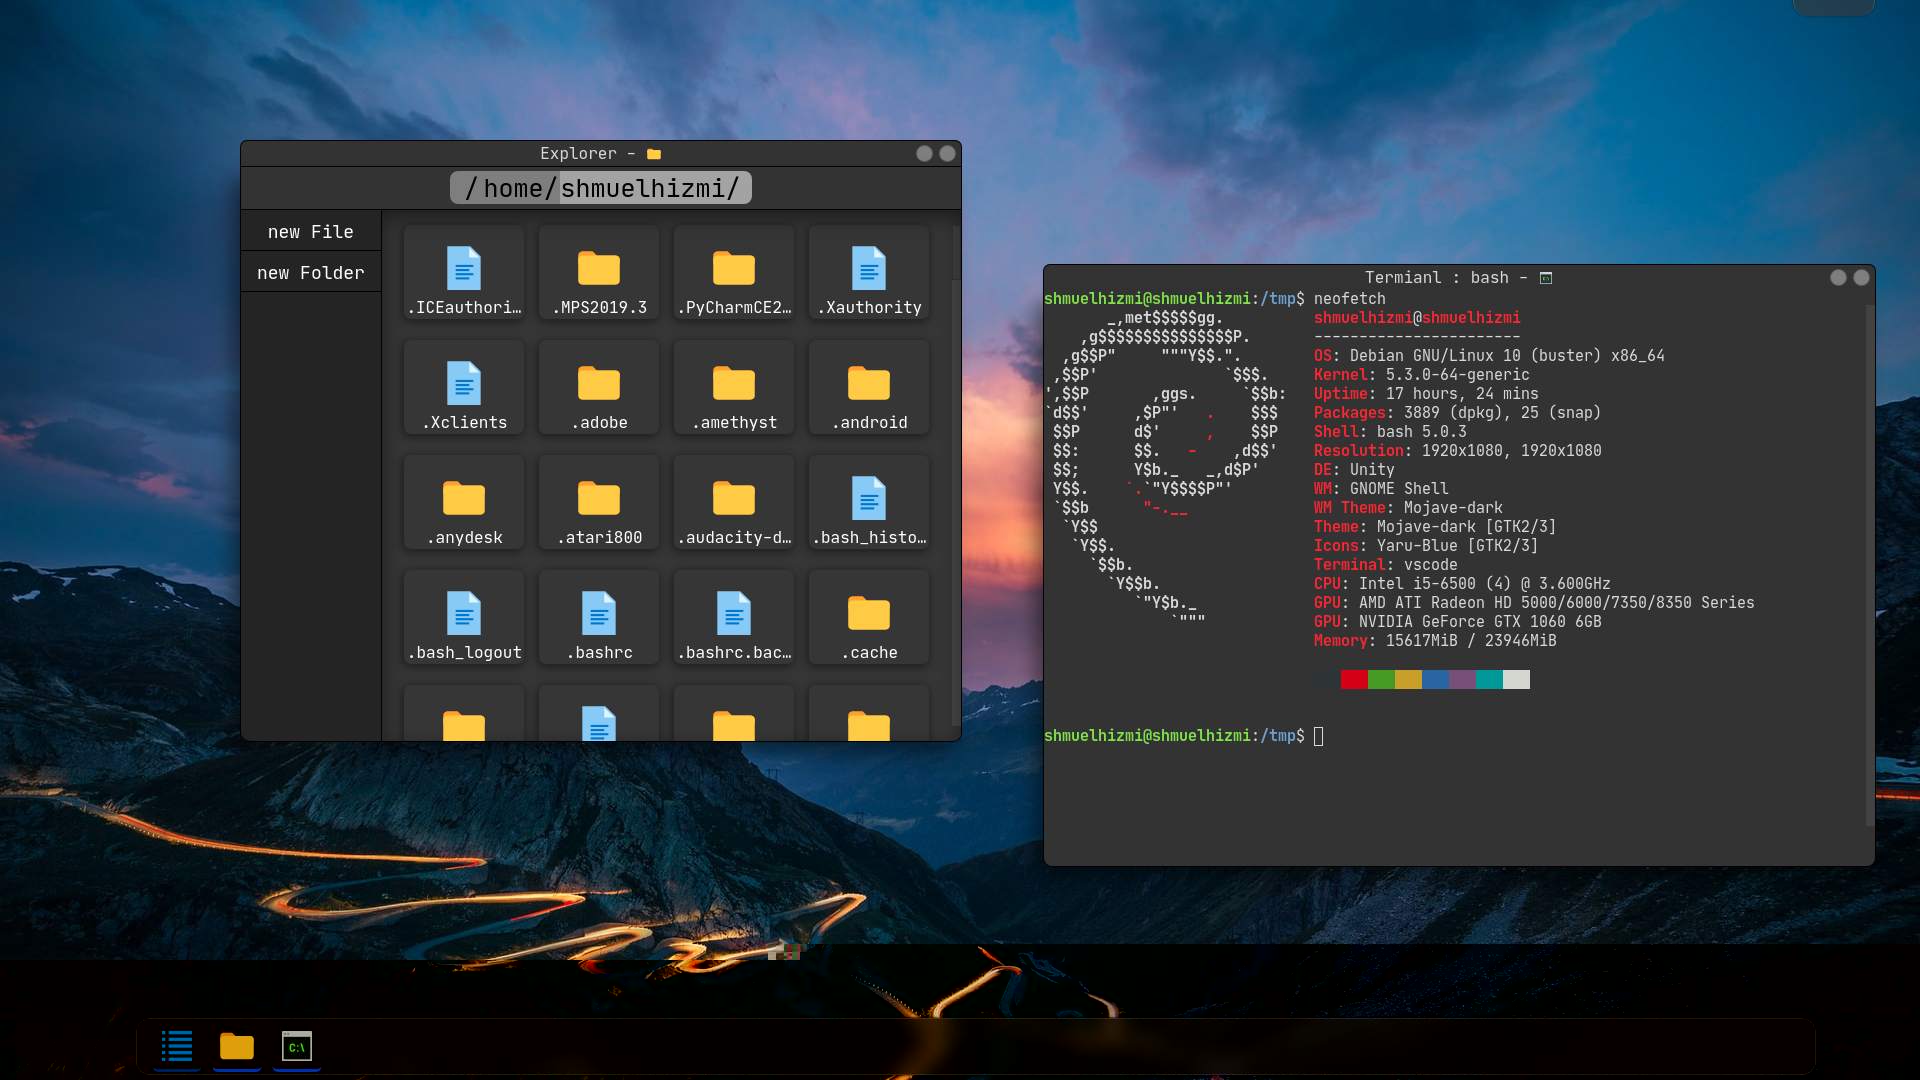 Explorer -
/home/shmuelhizmi/
new File
new Folder
.ICEauthori…
.MPS2019.3
.PyCharmCE2…
.Xauthority
.Xclients
.adobe
.amethyst
.android
.anydesk
.atari800
.audacity-d…
.bash_histo…
.bash_logout
.bashrc
.bashrc.bac…
.cache
Termianl : bash -
shmuelhizmi@shmuelhizmi:/tmp$ neofetch
_,met$$$$$gg.
,g$$$$$$$$$$$$$$$P.
,g$$P"     """Y$$.".
,$$P'              `$$$.
',$$P       ,ggs.     `$$b:
`d$$'     ,$P"'   .    $$$
$$P      d$'     ,    $$P
$$:      $$.   -    ,d$$'
$$;      Y$b._   _,d$P'
Y$$.    `.`"Y$$$$P"'
`$$b      "-.__
`Y$$
`Y$$.
`$$b.
`Y$$b.
`"Y$b._
`"""
shmuelhizmi@shmuelhizmi
-----------------------
OS: Debian GNU/Linux 10 (buster) x86_64
Kernel: 5.3.0-64-generic
Uptime: 17 hours, 24 mins
Packages: 3889 (dpkg), 25 (snap)
Shell: bash 5.0.3
Resolution: 1920x1080, 1920x1080
DE: Unity
WM: GNOME Shell
WM Theme: Mojave-dark
Theme: Mojave-dark [GTK2/3]
Icons: Yaru-Blue [GTK2/3]
Terminal: vscode
CPU: Intel i5-6500 (4) @ 3.600GHz
GPU: AMD ATI Radeon HD 5000/6000/7350/8350 Series
GPU: NVIDIA GeForce GTX 1060 6GB
Memory: 15617MiB / 23946MiB
shmuelhizmi@shmuelhizmi:/tmp$
C:\